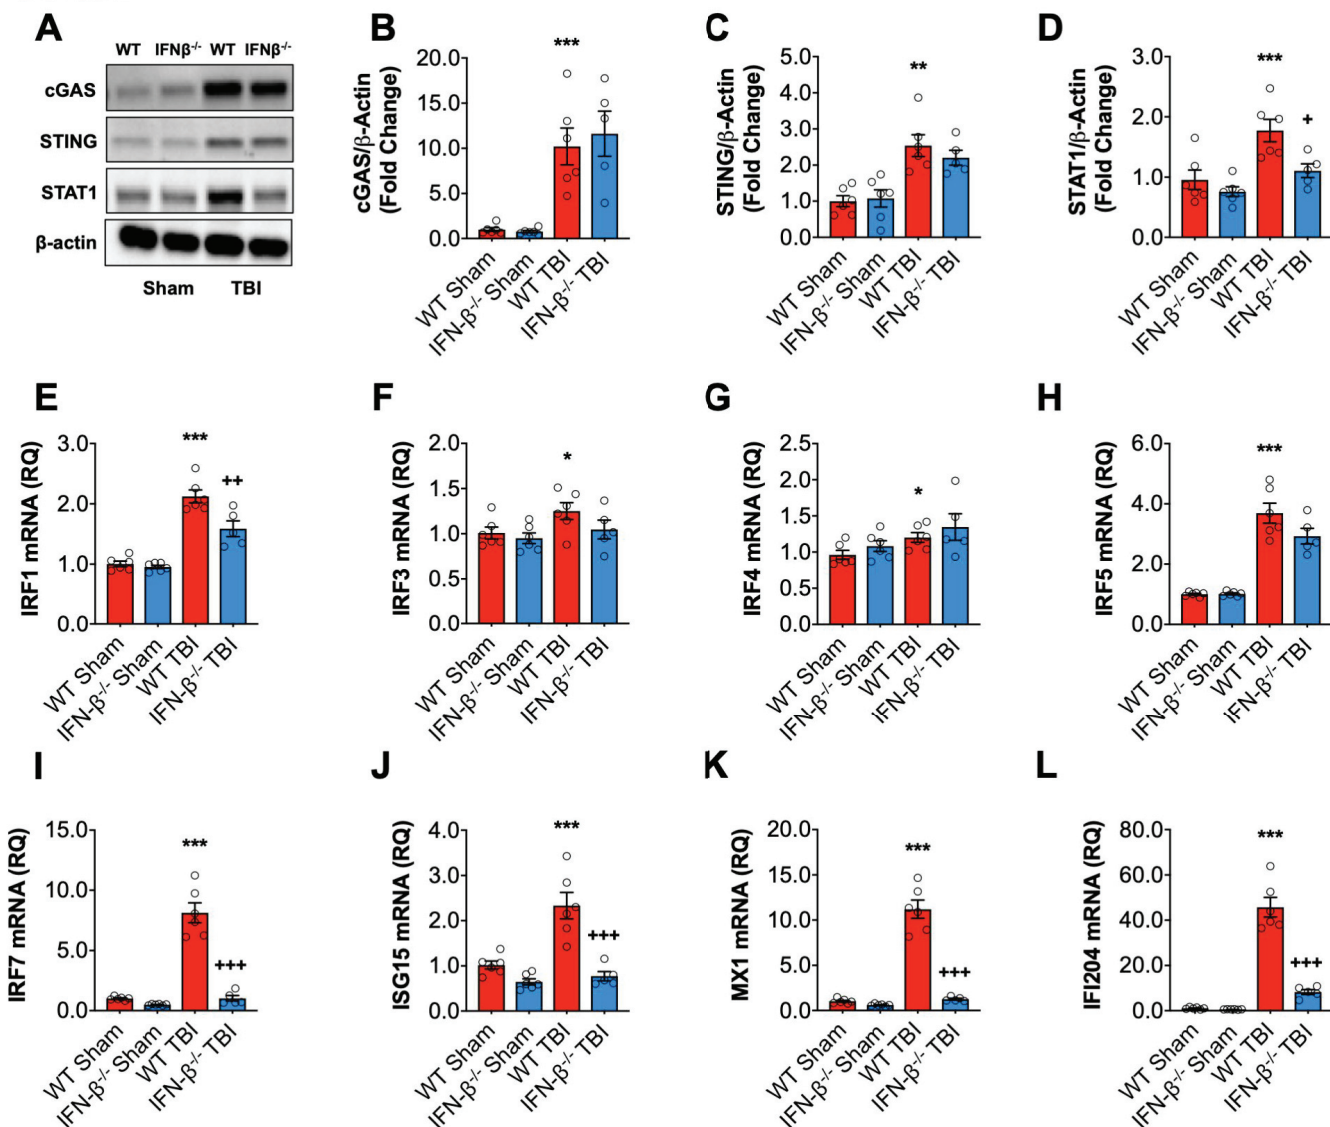 A
WT IFNβ-/- WT IFNβ-/-
cGAS
STING
STAT1
β-actin
Sham TBI
B
cGAS/β-Actin
(Fold Change)
20.0
15.0
10.0
5.0
0.0
***
WT Sham
IFN-β-/- Sham
WT TBI
IFN-β-/- TBI
C
STING/β-Actin
(Fold Change)
5.0
4.0
3.0
2.0
1.0
0.0
**
WT Sham
IFN-β-/- Sham
WT TBI
IFN-β-/- TBI
D
STAT1/β-Actin
(Fold Change)
3.0
2.0
1.0
0.0
***
+
WT Sham
IFN-β-/- Sham
WT TBI
IFN-β-/- TBI
E
IRF1 mRNA (RQ)
3.0
2.0
1.0
0.0
***
++
WT Sham
IFN-β-/- Sham
WT TBI
IFN-β-/- TBI
F
IRF3 mRNA (RQ)
2.0
1.5
1.0
0.5
0.0
*
WT Sham
IFN-β-/- Sham
WT TBI
IFN-β-/- TBI
G
IRF4 mRNA (RQ)
2.5
2.0
1.5
1.0
0.5
0.0
*
WT Sham
IFN-β-/- Sham
WT TBI
IFN-β-/- TBI
H
IRF5 mRNA (RQ)
6.0
4.0
2.0
0.0
***
WT Sham
IFN-β-/- Sham
WT TBI
IFN-β-/- TBI
I
IRF7 mRNA (RQ)
15.0
10.0
5.0
0.0
***
+++
WT Sham
IFN-β-/- Sham
WT TBI
IFN-β-/- TBI
J
ISG15 mRNA (RQ)
4.0
3.0
2.0
1.0
0.0
***
+++
WT Sham
IFN-β-/- Sham
WT TBI
IFN-β-/- TBI
K
MX1 mRNA (RQ)
20.0
15.0
10.0
5.0
0.0
***
+++
WT Sham
IFN-β-/- Sham
WT TBI
IFN-β-/- TBI
L
IFI204 mRNA (RQ)
80.0
60.0
40.0
20.0
0.0
***
+++
WT Sham
IFN-β-/- Sham
WT TBI
IFN-β-/- TBI